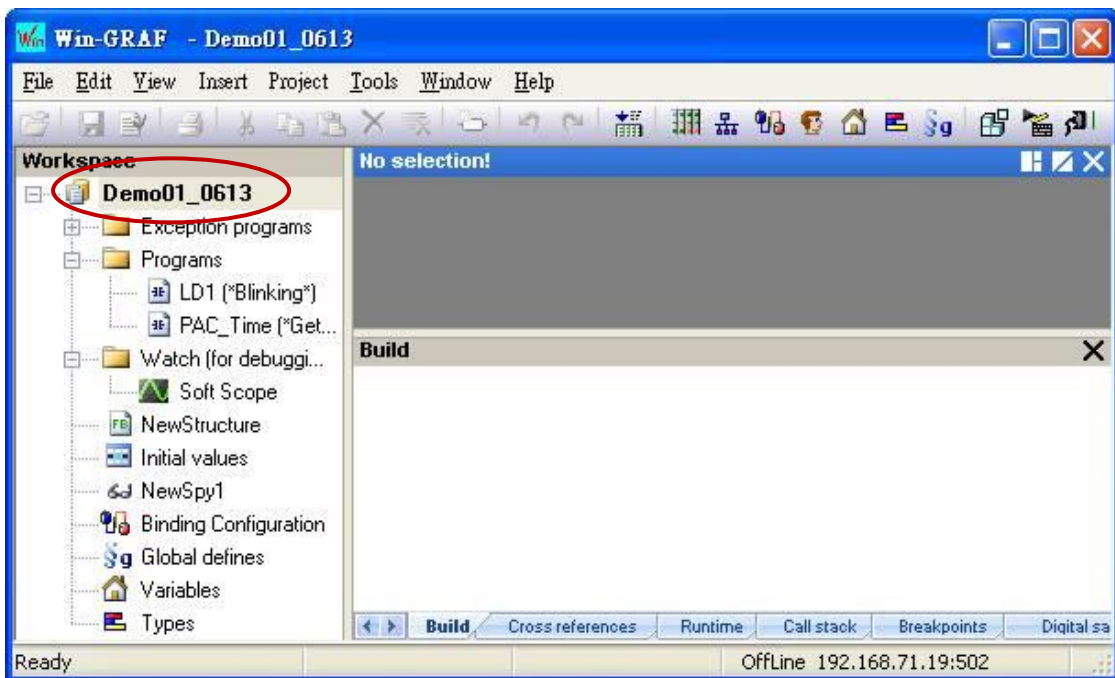 Win-GRAF - Demo01_0613
File Edit View Insert Project Tools Window Help
Workspace
No selection!
Demo01_0613
Exception programs
Programs
LD1 (*Blinking*)
PAC_Time (*Get...
Watch (for debuggi...
Soft Scope
NewStructure
Initial values
NewSpy1
Binding Configuration
Global defines
Variables
Types
Build
Build Cross references Runtime Call stack Breakpoints Digital sa
Ready
OffLine 192.168.71.19:502